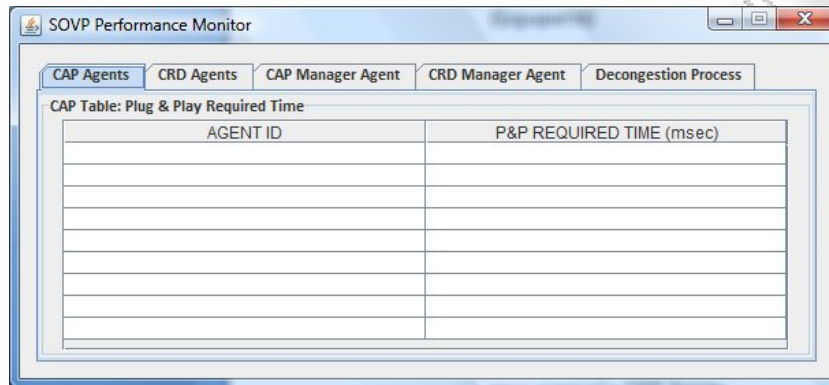 SOVP Performance Monitor
CAP Agents CRD Agents CAP Manager Agent CRD Manager Agent Decongestion Process
CAP Table: Plug & Play Required Time
AGENT ID P&P REQUIRED TIME (msec)